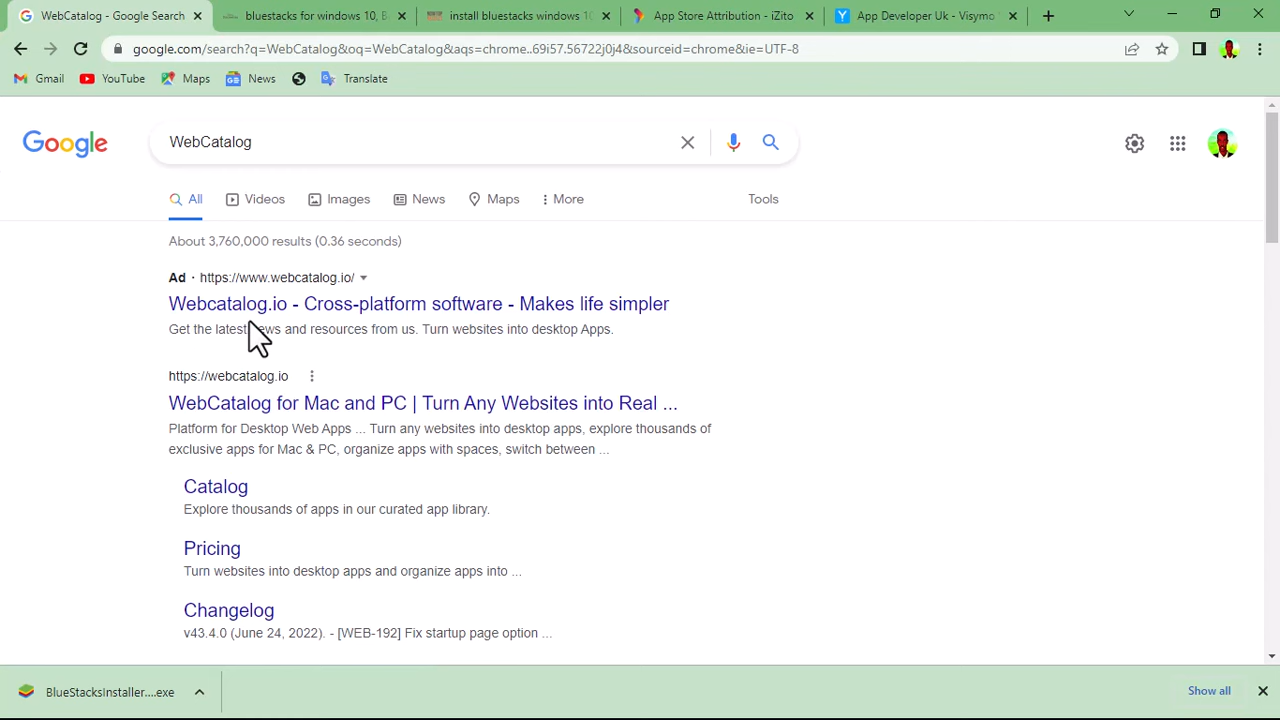 WebCatalog - Google Search
bluestacks for windows 10, B
install bluestacks windows 10
App Store Attribution - iZito
Y App Developer Uk - Visymo
google.com/search?q=WebCatalog&oq=WebCatalog&aqs=chrome..69i57.56722j0j4&sourceid=chrome&ie=UTF-8
Gmail YouTube Maps News Translate
Google
WebCatalog
All Videos Images News Maps More Tools
About 3,760,000 results (0.36 seconds)
Ad · https://www.webcatalog.io/
Webcatalog.io - Cross-platform software - Makes life simpler
Get the latest news and resources from us. Turn websites into desktop Apps.
https://webcatalog.io
WebCatalog for Mac and PC | Turn Any Websites into Real ...
Platform for Desktop Web Apps ... Turn any websites into desktop apps, explore thousands of
exclusive apps for Mac & PC, organize apps with spaces, switch between ...
Catalog
Explore thousands of apps in our curated app library.
Pricing
Turn websites into desktop apps and organize apps into ...
Changelog
v43.4.0 (June 24, 2022). - [WEB-192] Fix startup page option ...
BlueStacksInstaller....exe
Show all